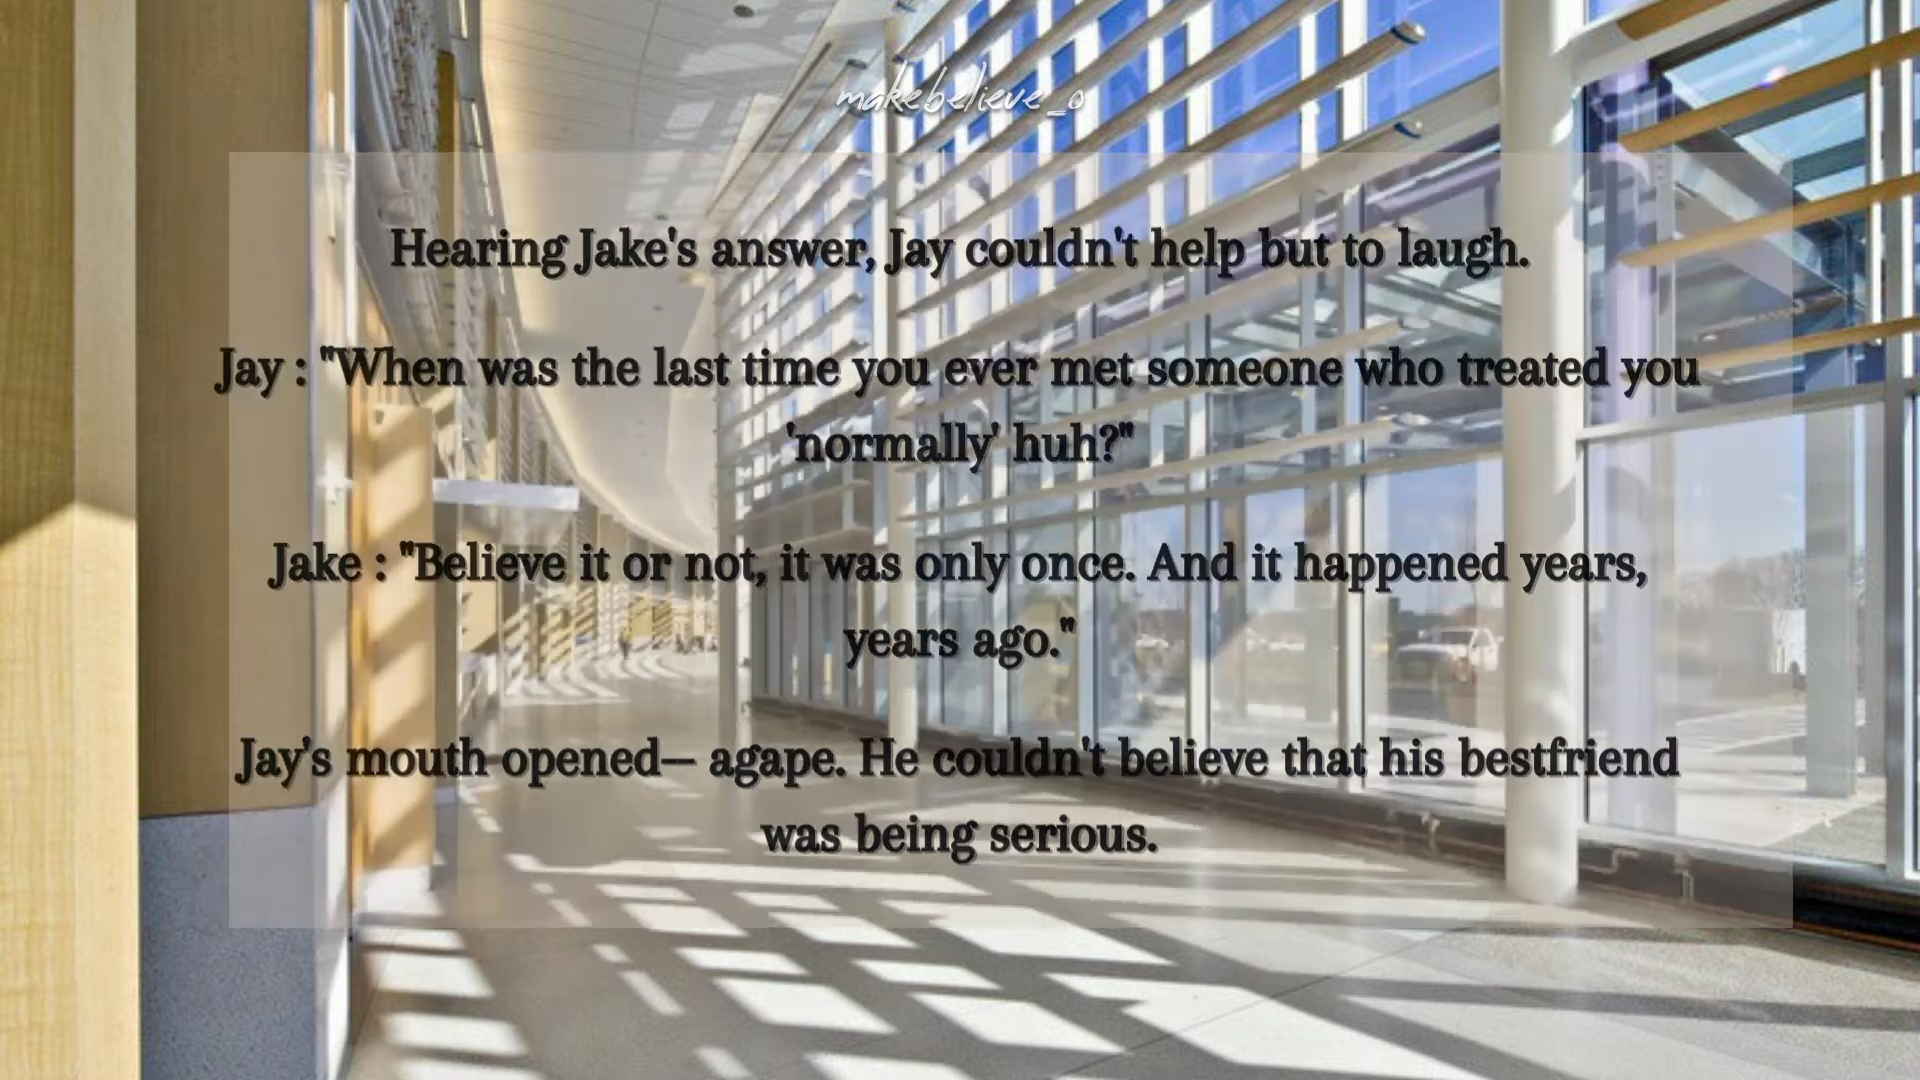 makebelieve_o
Hearing Jake's answer, Jay couldn't help but to laugh.
Jay : "When was the last time you ever met someone who treated you
'normally' huh?"
Jake : "Believe it or not, it was only once. And it happened years,
years ago."
Jay's mouth opened— agape. He couldn't believe that his bestfriend
was being serious.